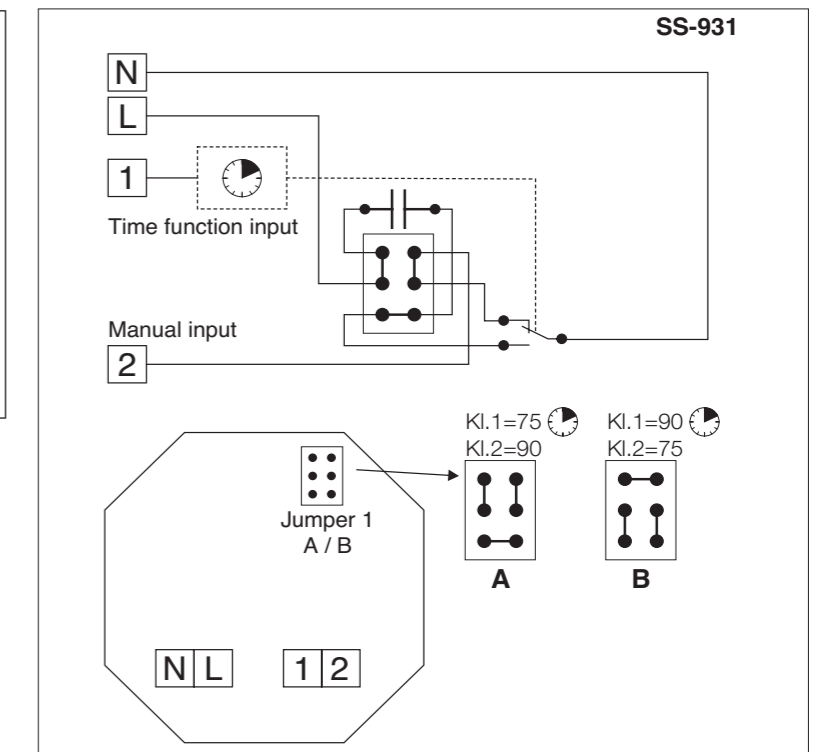 SS-931
N
L
1
Time function input
Manual input
2
Kl.1=75
Kl.2=90
Kl.1=90
Kl.2=75
Jumper 1
A / B
A
B
N L
1 2